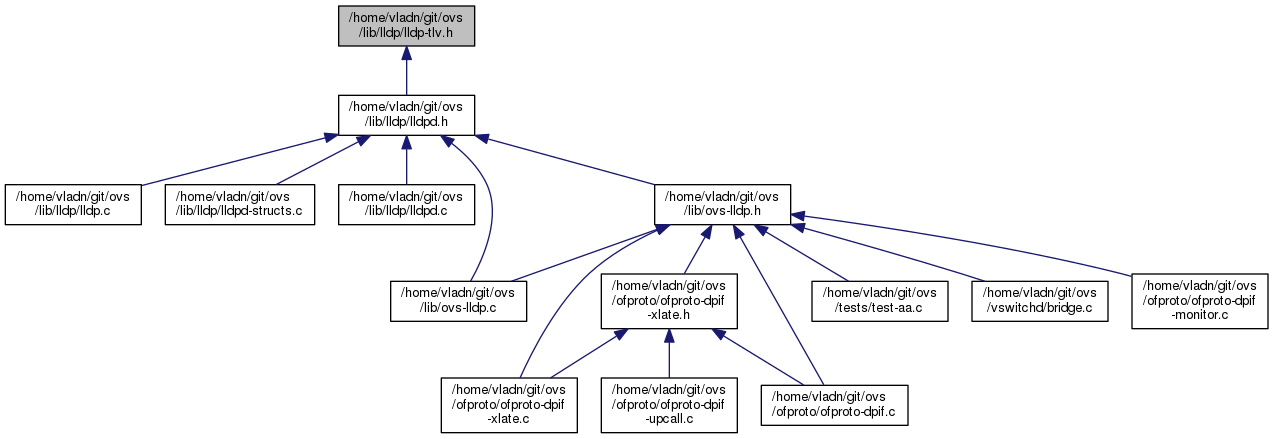 /home/vladn/git/ovs
/lib/lldp/lldp-tlv.h
/home/vladn/git/ovs
/lib/lldp/lldpd.h
/home/vladn/git/ovs
/lib/lldp/lldp.c
/home/vladn/git/ovs
/lib/lldp/lldpd-structs.c
/home/vladn/git/ovs
/lib/lldp/lldpd.c
/home/vladn/git/ovs
/lib/ovs-lldp.h
/home/vladn/git/ovs
/lib/ovs-lldp.c
/home/vladn/git/ovs
/ofproto/ofproto-dpif
-xlate.h
/home/vladn/git/ovs
/tests/test-aa.c
/home/vladn/git/ovs
/vswitchd/bridge.c
/home/vladn/git/ovs
/ofproto/ofproto-dpif
-monitor.c
/home/vladn/git/ovs
/ofproto/ofproto-dpif
-xlate.c
/home/vladn/git/ovs
/ofproto/ofproto-dpif
-upcall.c
/home/vladn/git/ovs
/ofproto/ofproto-dpif.c